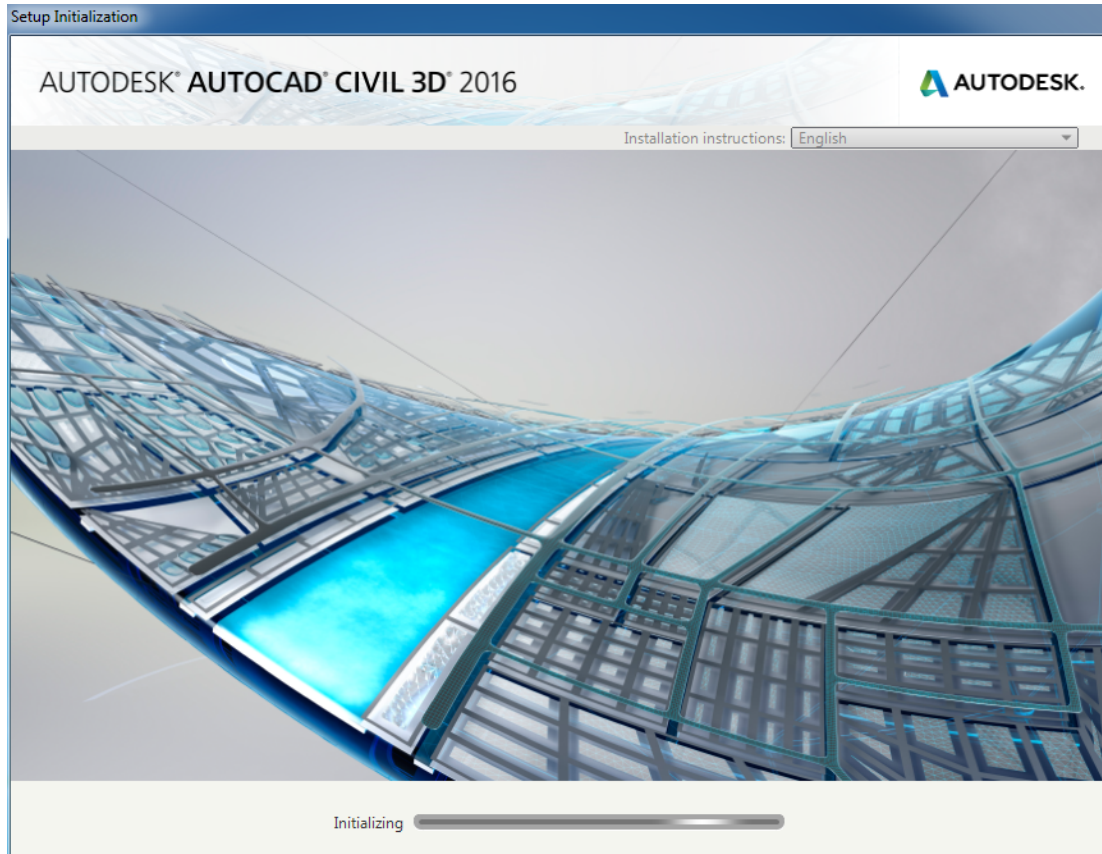 Setup Initialization
AUTODESK® AUTOCAD® CIVIL 3D® 2016
AUTODESK.
Installation instructions: English
Initializing